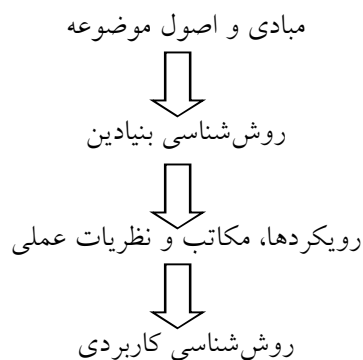 مبادی و اصول موضوعه
روش‌شناسی بنیادین
رویکردها، مکاتب و نظریات عملی
روش‌شناسی کاربردی